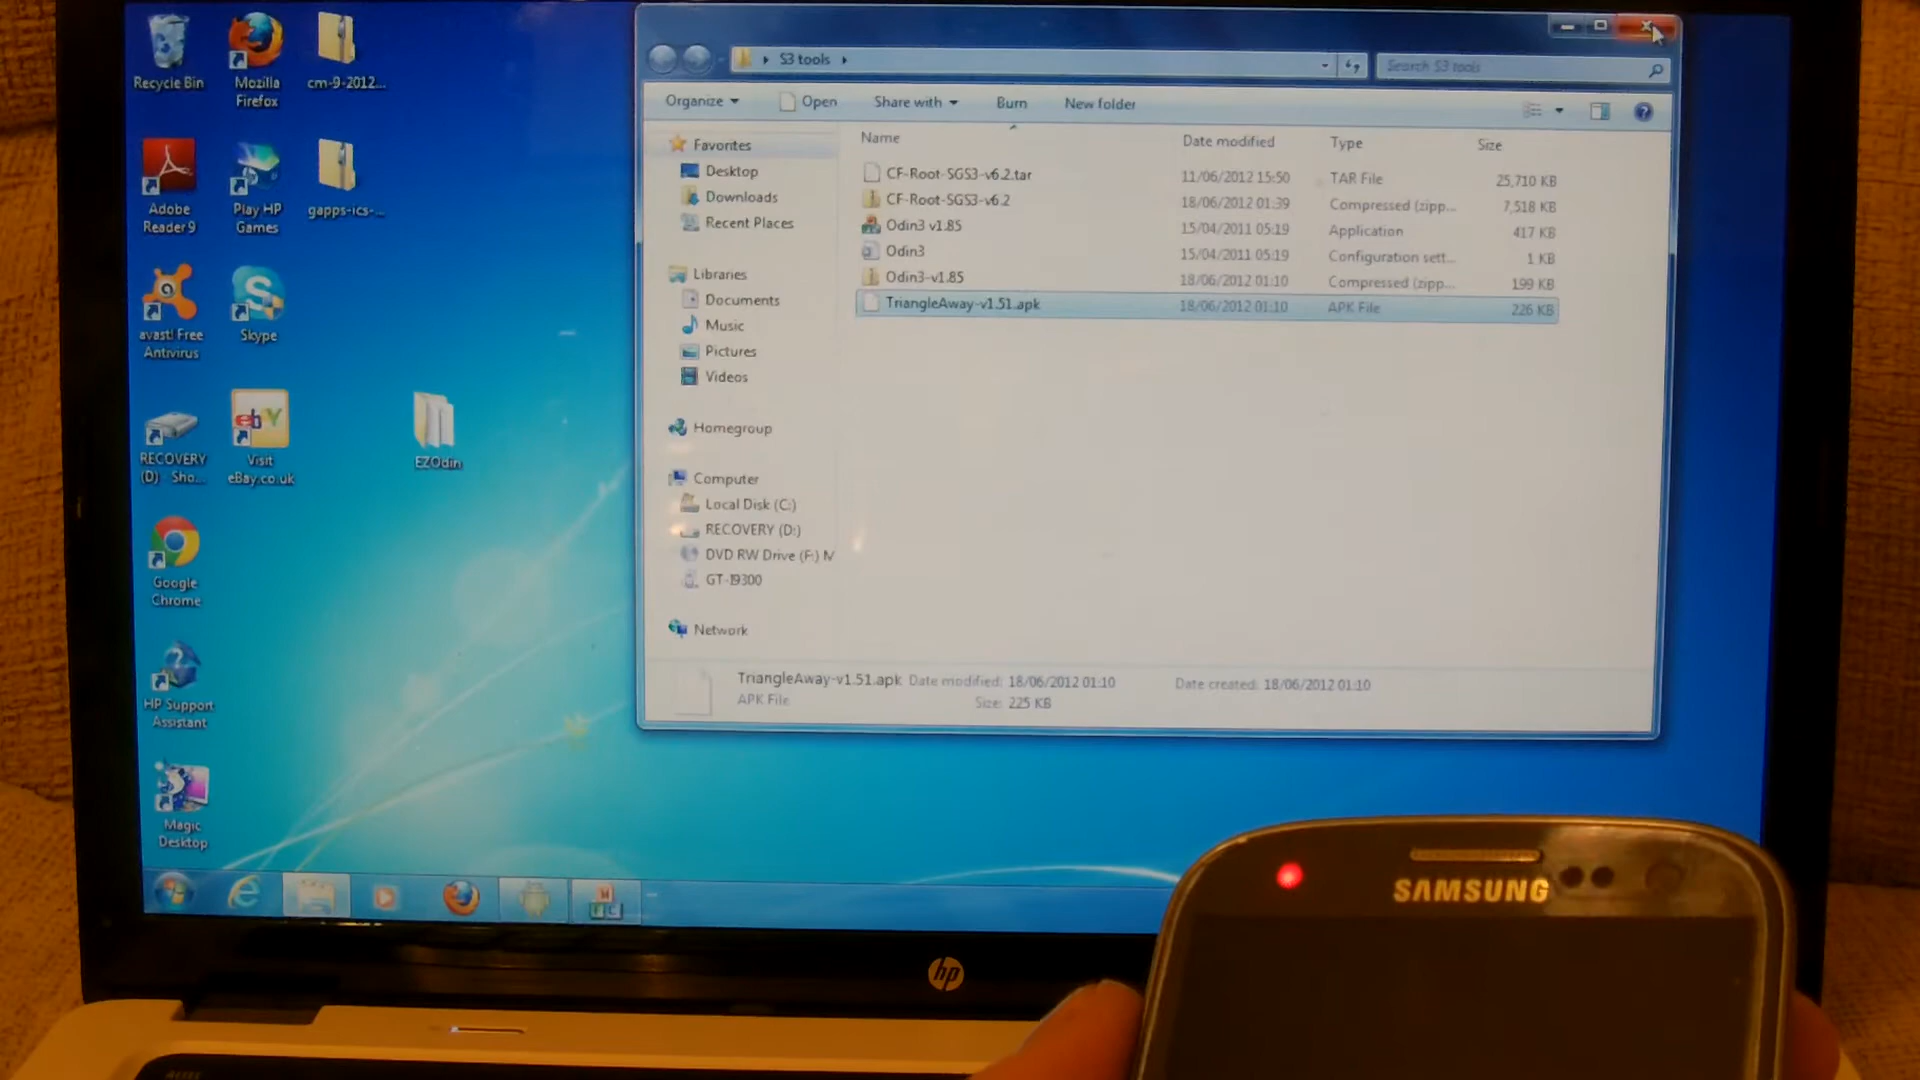 Recycle Bin
Mozilla
Firefox
cm-9-2012...
Adobe
Reader 9
Play HP
Games
gapps-ics-...
avast! Free
Antivirus
Skype
RECOVERY
(D) - Sho...
ebY
Visit
eBay.co.uk
EZOdin
Google
Chrome
HP Support
Assistant
Magic
Desktop
S3 tools
Search S3 tools
Organize
Open
Share with
Burn
New folder
Favorites
Desktop
Downloads
Recent Places
Libraries
Documents
Music
Pictures
Videos
Homegroup
Computer
Local Disk (C:)
RECOVERY (D:)
DVD RW Drive (F:) M
GT-I9300
Network
Name Date modified Type Size
CF-Root-SGS3-v6.2.tar 11/06/2012 15:50 TAR File 25,710 KB
CF-Root-SGS3-v6.2 18/06/2012 01:39 Compressed (zipp... 7,518 KB
Odin3 v1.85 15/04/2011 05:19 Application 417 KB
Odin3 15/04/2011 05:19 Configuration sett... 1 KB
Odin3-v1.85 18/06/2012 01:10 Compressed (zipp... 199 KB
TriangleAway-v1.51.apk 18/06/2012 01:10 APK File 226 KB
TriangleAway-v1.51.apk Date modified: 18/06/2012 01:10 Date created: 18/06/2012 01:10
APK File Size: 225 KB
hp
SAMSUNG